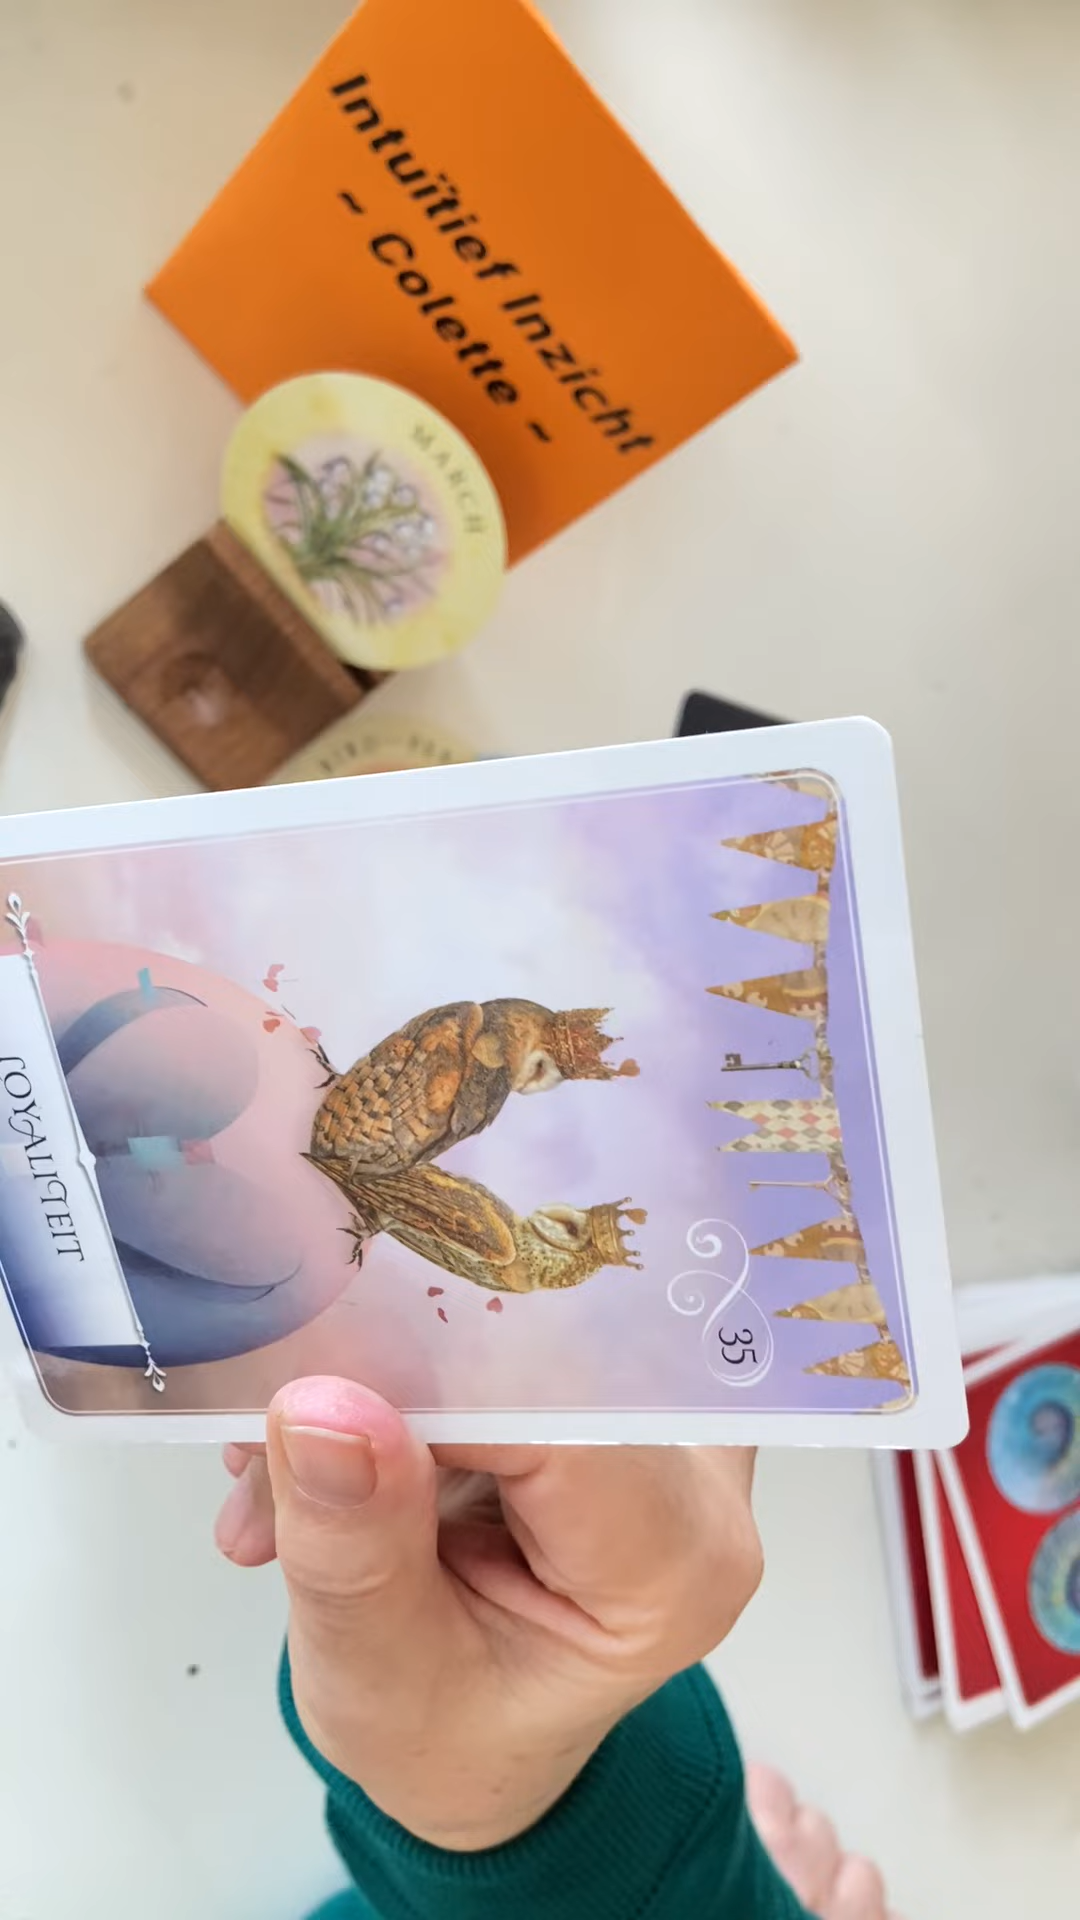 Intuïtief Inzicht
~ Colette ~
MARCH
35
LOYALITEIT